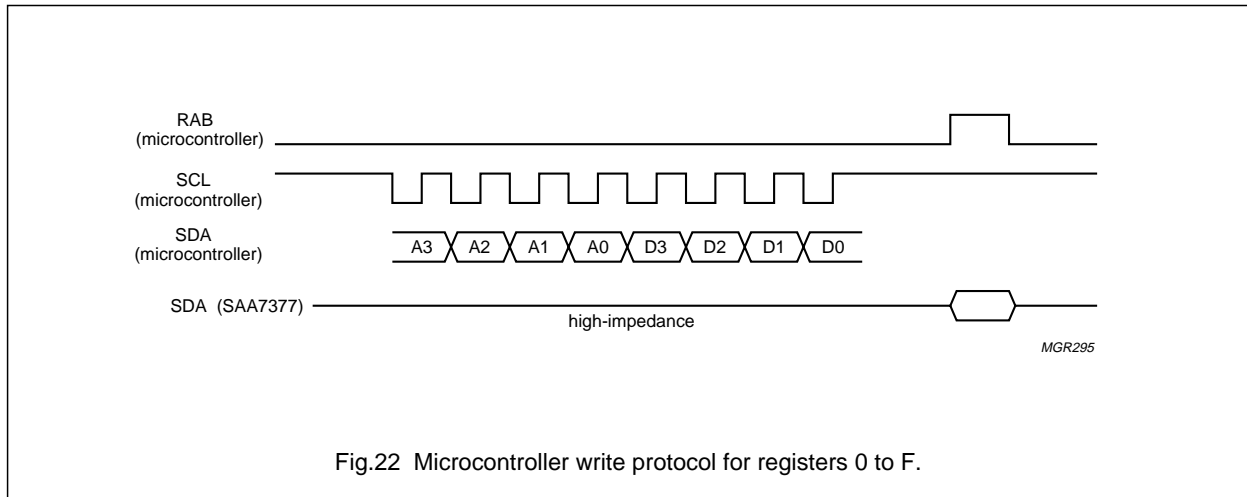 RAB
(microcontroller)
SCL
(microcontroller)
SDA
(microcontroller)
A3 A2 A1 A0 D3 D2 D1 D0
SDA (SAA7377)
high-impedance
MGR295
Fig.22 Microcontroller write protocol for registers 0 to F.